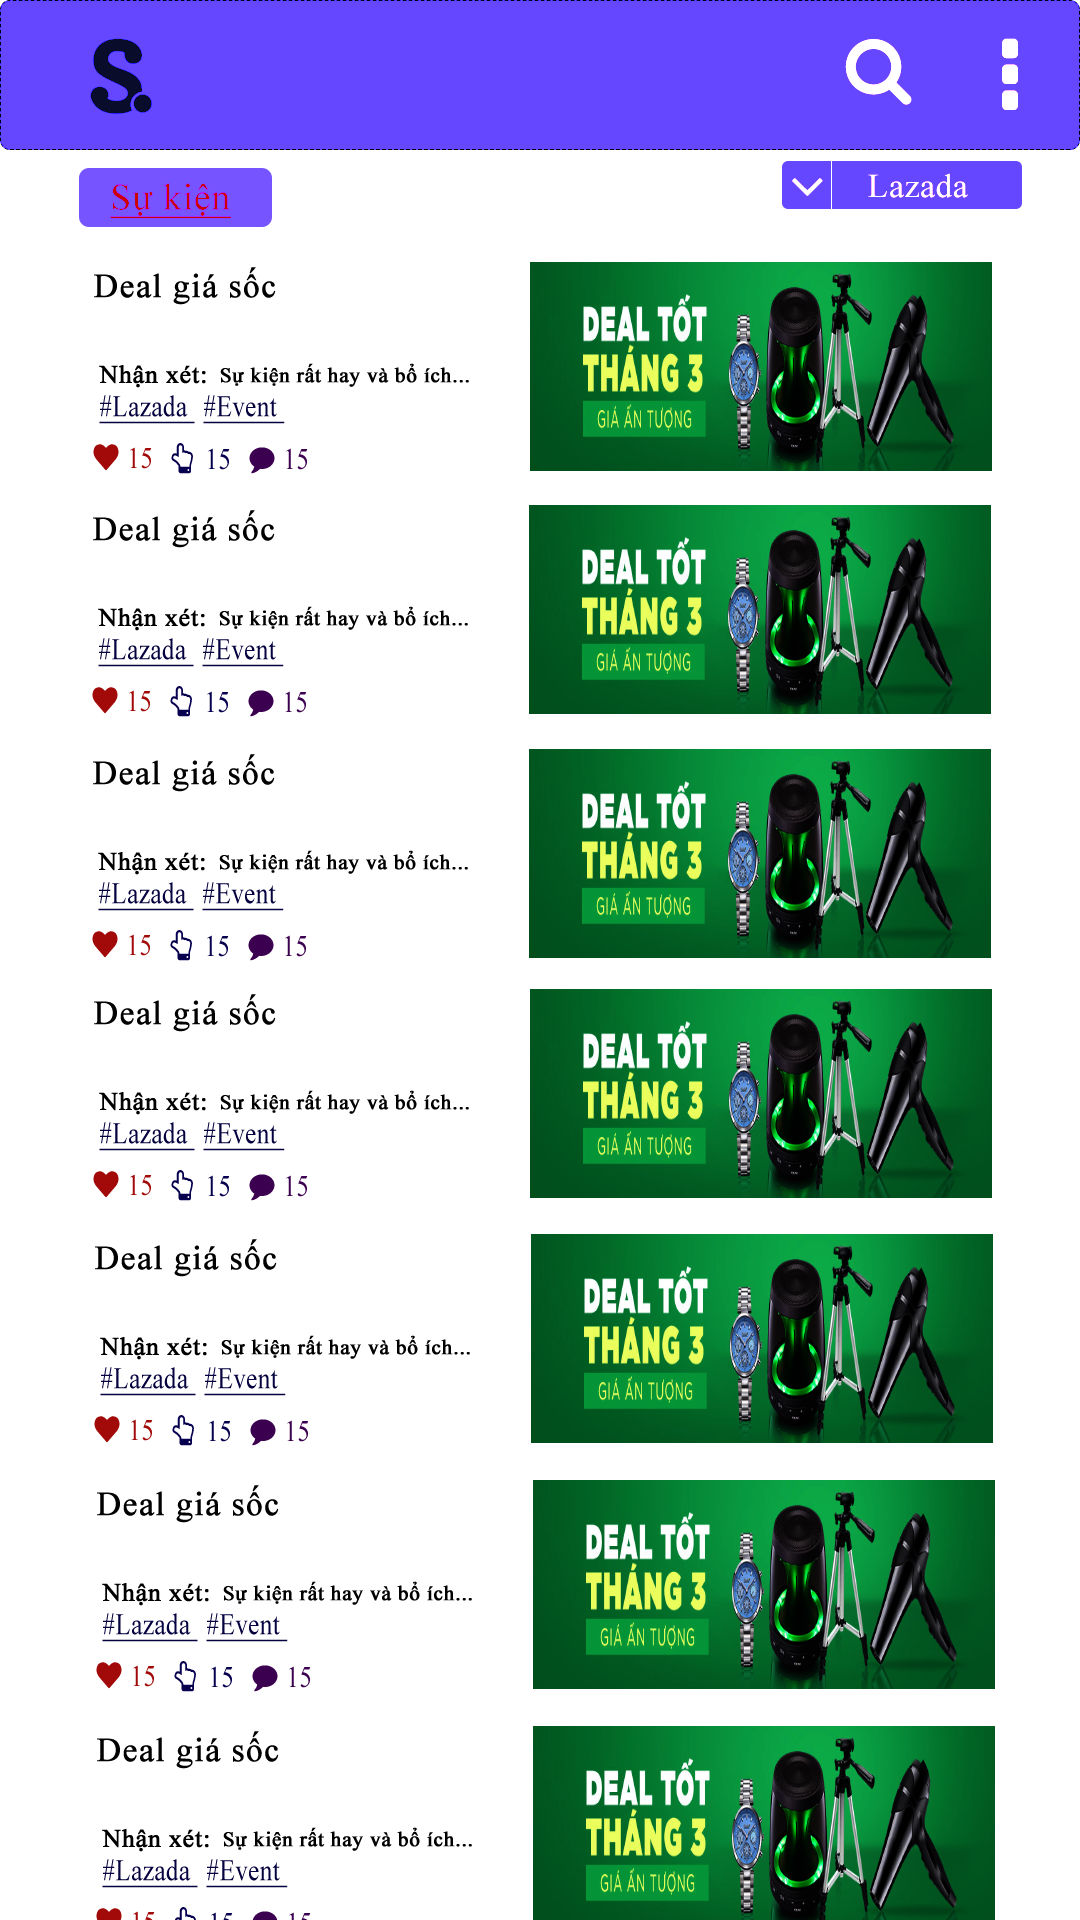 S.
Sự kiện
Lazada
Deal giá sốc
Nhận xét: Sự kiện rất hay và bổ ích...
#Lazada #Event
15 15 15
DEAL TỐT
THÁNG 3
GIÁ ẤN TƯỢNG
Deal giá sốc
Nhận xét: Sự kiện rất hay và bổ ích...
#Lazada #Event
15 15 15
DEAL TỐT
THÁNG 3
GIÁ ẤN TƯỢNG
Deal giá sốc
Nhận xét: Sự kiện rất hay và bổ ích...
#Lazada #Event
15 15 15
DEAL TỐT
THÁNG 3
GIÁ ẤN TƯỢNG
Deal giá sốc
Nhận xét: Sự kiện rất hay và bổ ích...
#Lazada #Event
15 15 15
DEAL TỐT
THÁNG 3
GIÁ ẤN TƯỢNG
Deal giá sốc
Nhận xét: Sự kiện rất hay và bổ ích...
#Lazada #Event
15 15 15
DEAL TỐT
THÁNG 3
GIÁ ẤN TƯỢNG
Deal giá sốc
Nhận xét: Sự kiện rất hay và bổ ích...
#Lazada #Event
15 15 15
DEAL TỐT
THÁNG 3
GIÁ ẤN TƯỢNG
Deal giá sốc
Nhận xét: Sự kiện rất hay và bổ ích...
#Lazada #Event
15 15 15
DEAL TỐT
THÁNG 3
GIÁ ẤN TƯỢNG